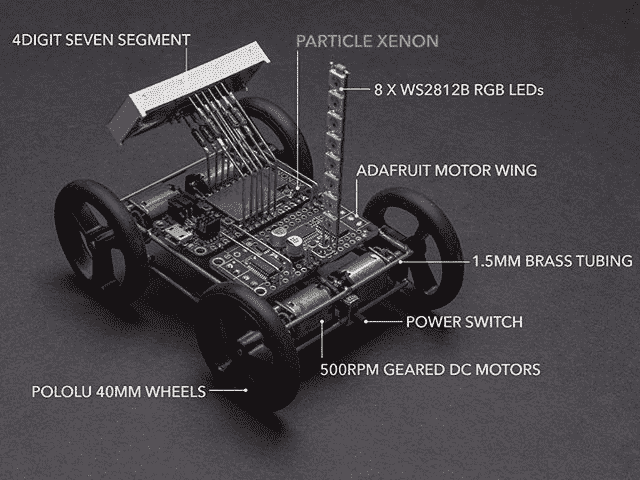 4DIGIT SEVEN SEGMENT
PARTICLE XENON
8 X WS2812B RGB LEDs
ADAFRUIT MOTOR WING
1.5MM BRASS TUBING
POWER SWITCH
500RPM GEARED DC MOTORS
POLOLU 40MM WHEELS